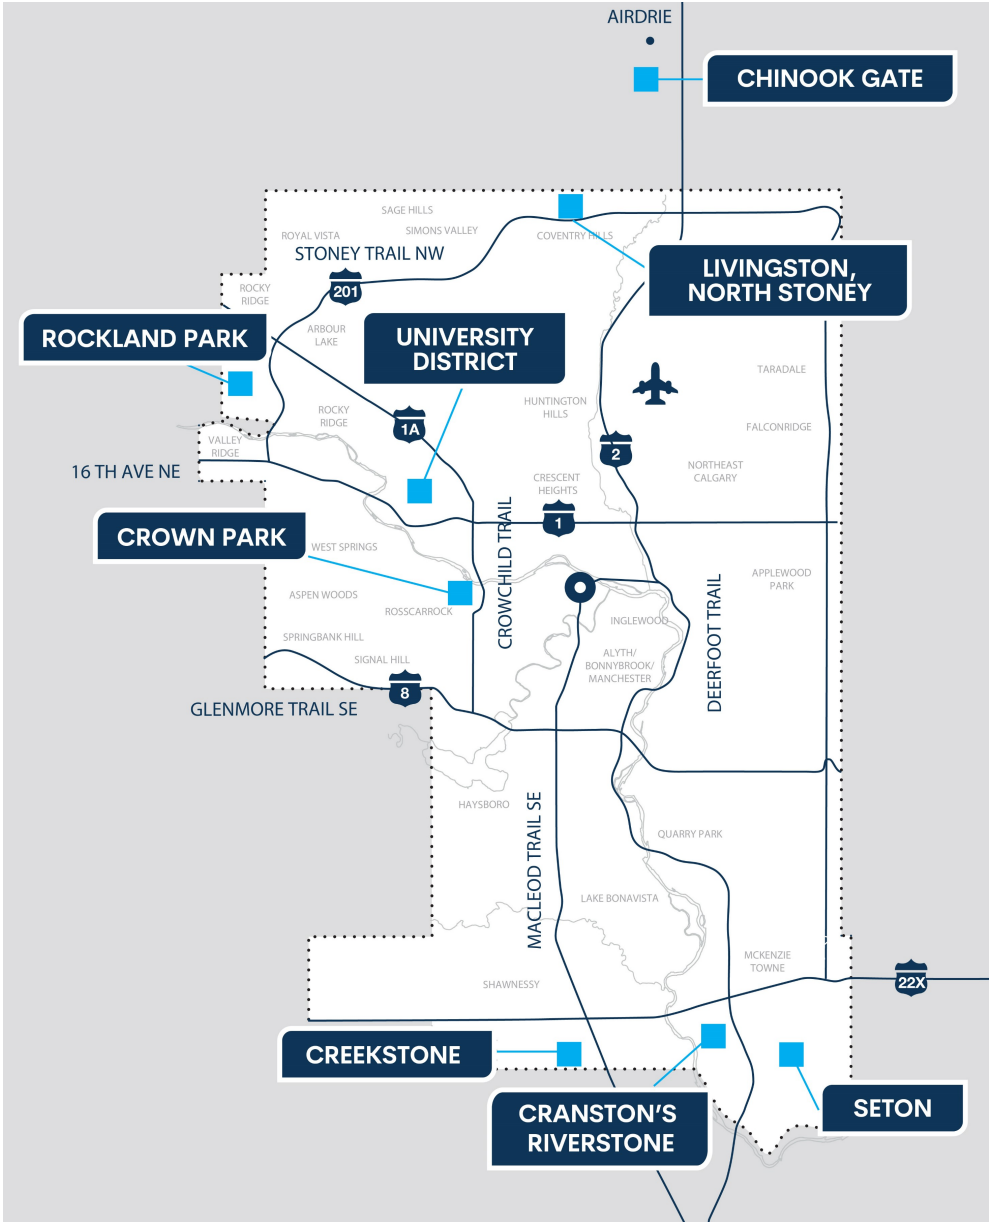 AIRDRIE
CHINOOK GATE
SAGE HILLS
SIMONS VALLEY
ROYAL VISTA
COVENTRY HILLS
STONEY TRAIL NW
LIVINGSTON,
NORTH STONEY
201
ROCKY
RIDGE
ROCKLAND PARK
ARBOUR
LAKE
UNIVERSITY
DISTRICT
TARADALE
HUNTINGTON
HILLS
ROCKY
RIDGE
1A
FALCONRIDGE
VALLEY
RIDGE
2
16 TH AVE NE
NORTHEAST
CALGARY
CRESCENT
HEIGHTS
1
CROWN PARK
WEST SPRINGS
CROWCHILD TRAIL
APPLEWOOD
PARK
ASPEN WOODS
ROSSCARROCK
INGLEWOOD
DEERFOOT TRAIL
SPRINGBANK HILL
SIGNAL HILL
ALYTH/
BONNYBROOK/
MANCHESTER
8
GLENMORE TRAIL SE
HAYSBORO
MACLEOD TRAIL SE
QUARRY PARK
LAKE BONAVISTA
MCKENZIE
TOWNE
SHAWNESSY
22X
CREEKSTONE
CRANSTON'S
RIVERSTONE
SETON